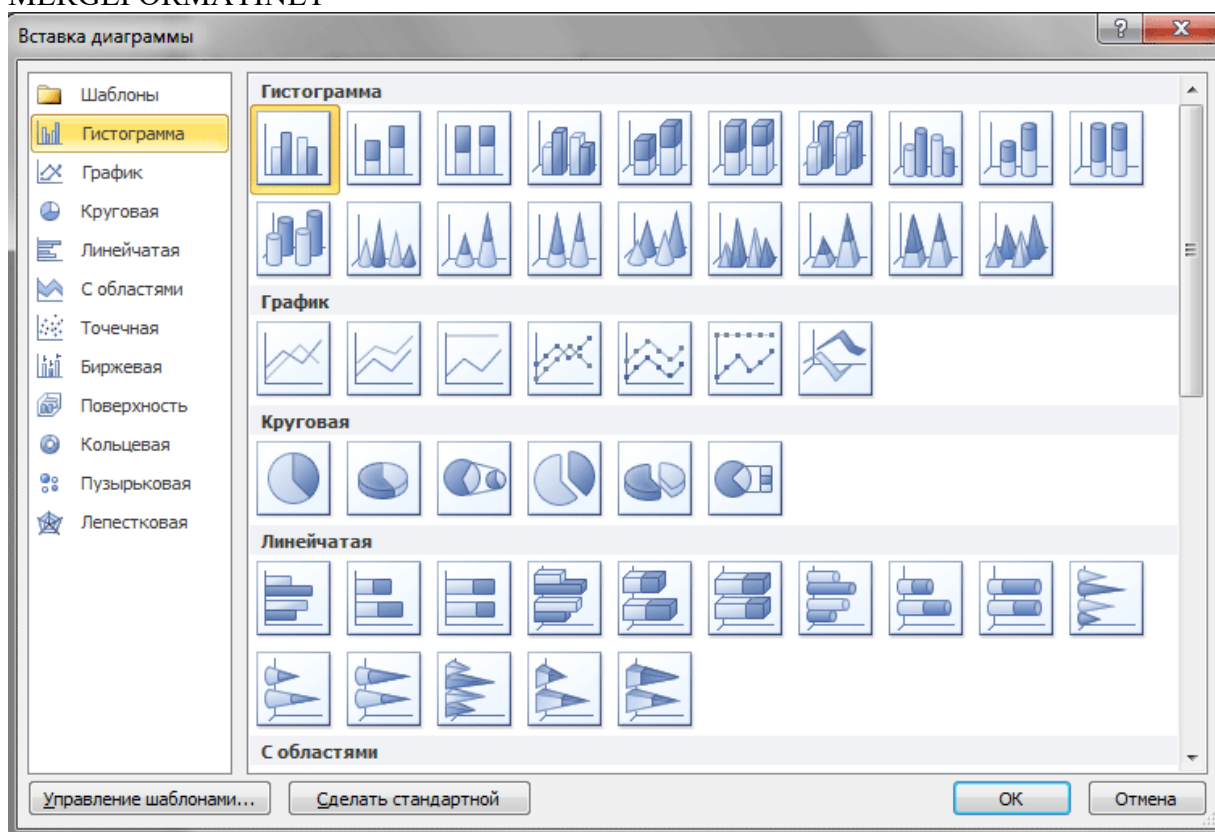 MERGEFORMATINET
Вставка диаграммы
Шаблоны
Гистограмма
График
Круговая
Линейчатая
С областями
Точечная
Биржевая
Поверхность
Кольцевая
Пузырьковая
Лепестковая
Гистограмма
График
Круговая
Линейчатая
С областями
Управление шаблонами...
Сделать стандартной
ОК
Отмена